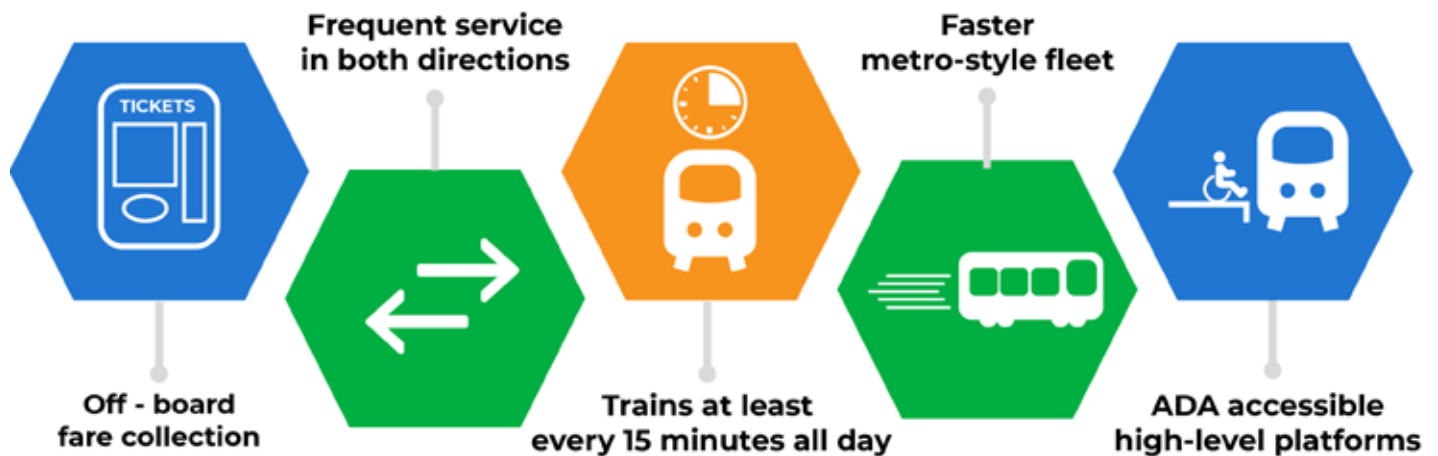 TICKETS
Off - board
fare collection
Frequent service
in both directions
Trains at least
every 15 minutes all day
Faster
metro-style fleet
ADA accessible
high-level platforms